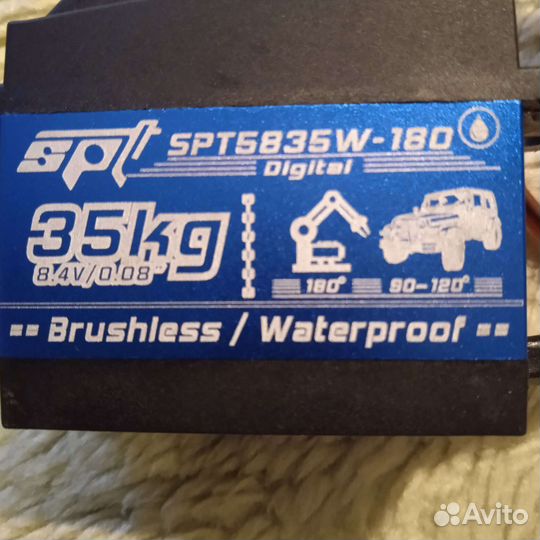 spt SPT5835W-180
Digital
35kg
8.4V/0.08"
180° 90-120°
== Brushless / Waterproof ==
Avito